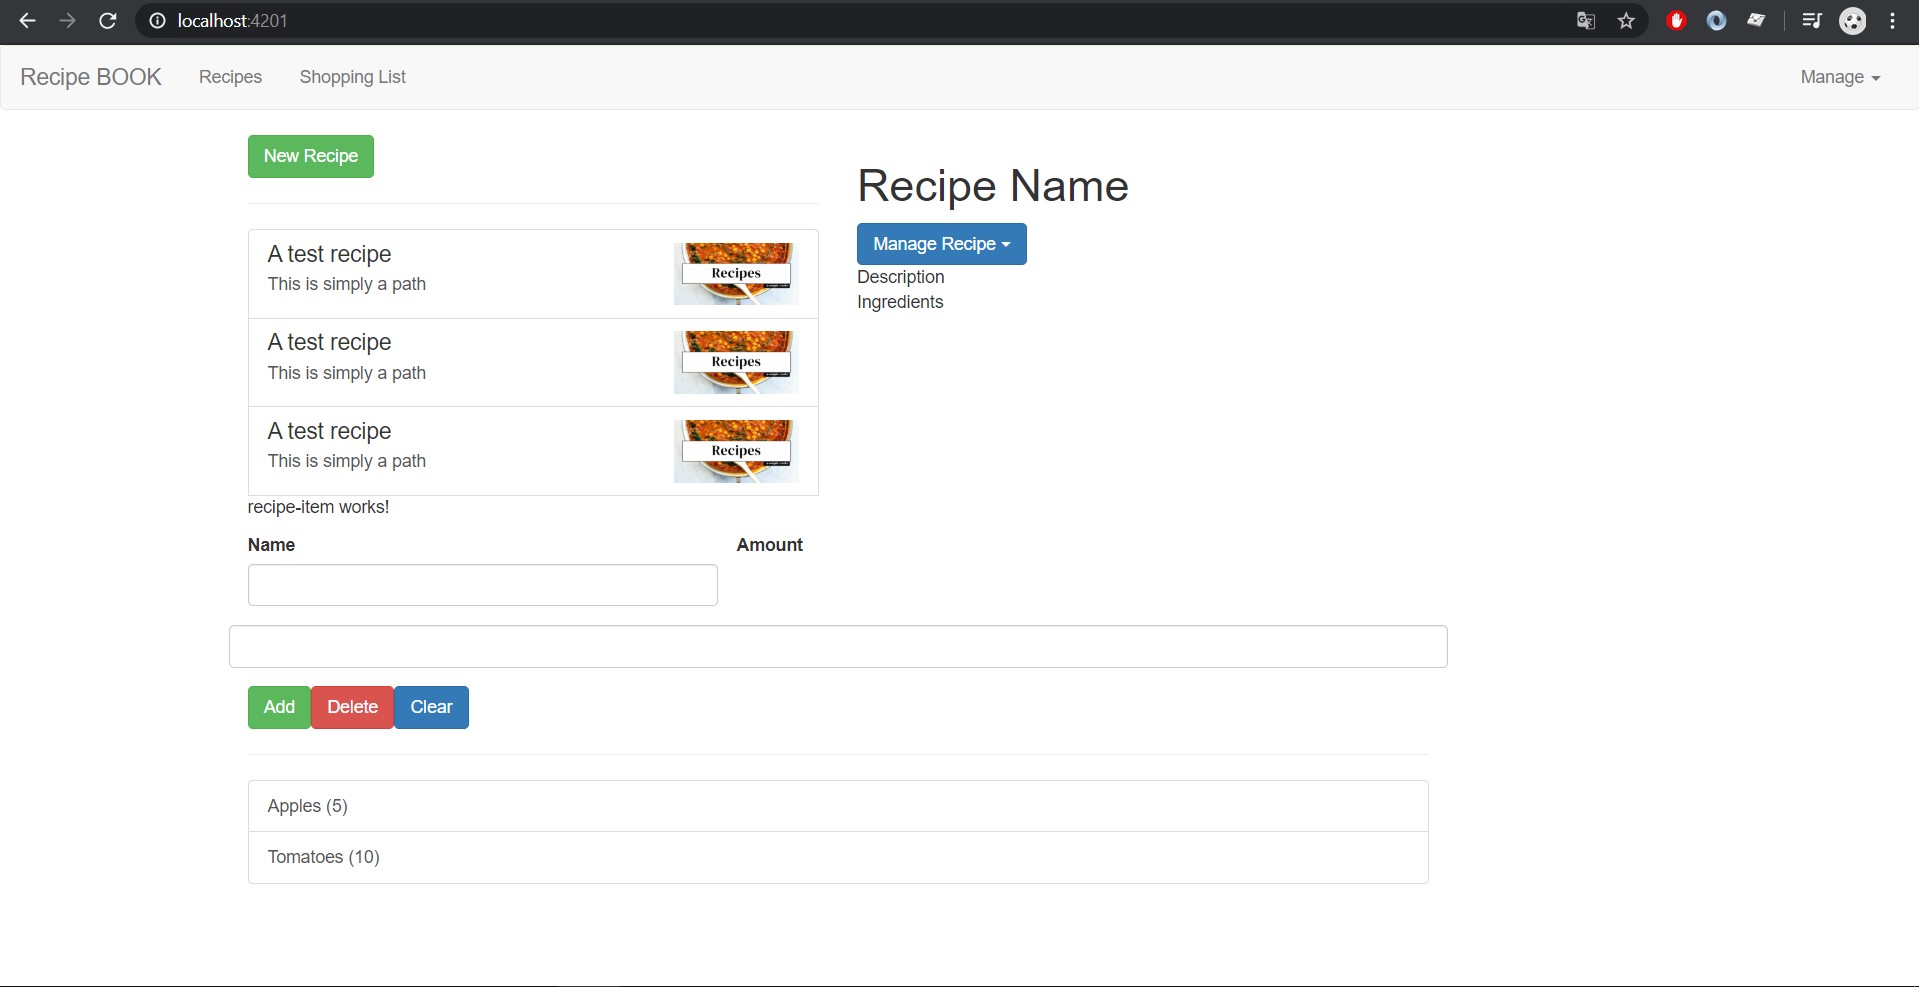 localhost:4201
Recipe BOOK Recipes Shopping List Manage
New Recipe
A test recipe
This is simply a path
Recipes
A test recipe
This is simply a path
Recipes
A test recipe
This is simply a path
Recipes
recipe-item works!
Recipe Name
Manage Recipe
Description
Ingredients
Name Amount
Add Delete Clear
Apples (5)
Tomatoes (10)